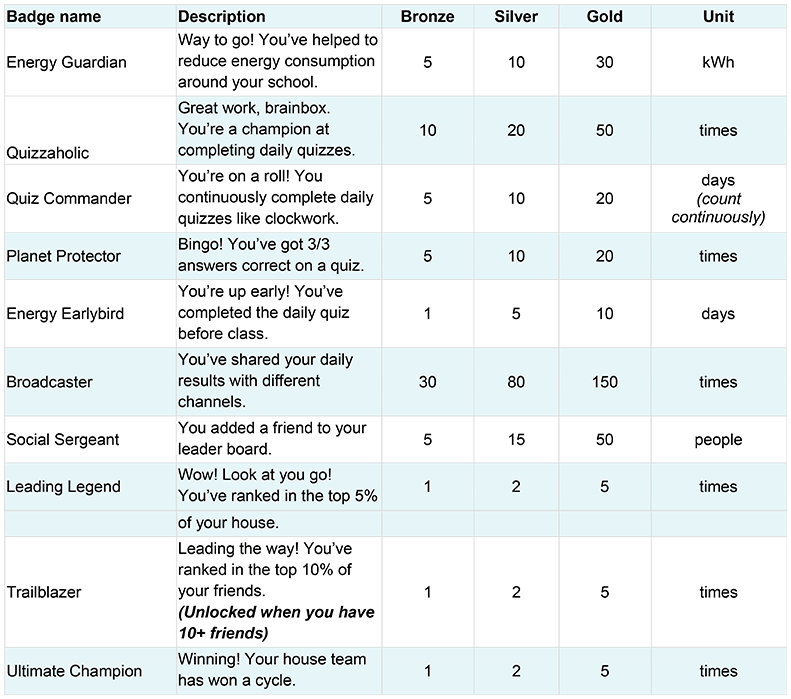 Badge name Description Bronze Silver Gold Unit
Way to go! You’ve helped to
Energy Guardian reduce energy consumption 5 10 30 kWh
around your school.
Great work, brainbox.
You’re a champion at 10 20 50 times
Quizzaholic completing daily quizzes.
You’re on a roll! You days
Quiz Commander continuously complete daily 5 10 20 (count
quizzes like clockwork. continuously)
Planet Protector Bingo! You’ve got 3/3 5 10 20 times
answers correct on a quiz.
You’re up early! You’ve
Energy Earlybird completed the daily quiz 1 5 10 days
before class.
You’ve shared your daily
Broadcaster results with different 30 80 150 times
channels.
Social Sergeant You added a friend to your 5 15 50 people
leader board.
Leading Legend Wow! Look at you go! 1 2 5 times
You’ve ranked in the top 5%
of your house.
Leading the way! You’ve
ranked in the top 10% of
Trailblazer your friends. 1 2 5 times
(Unlocked when you have
10+ friends)
Ultimate Champion Winning! Your house team 1 2 5 times
has won a cycle.